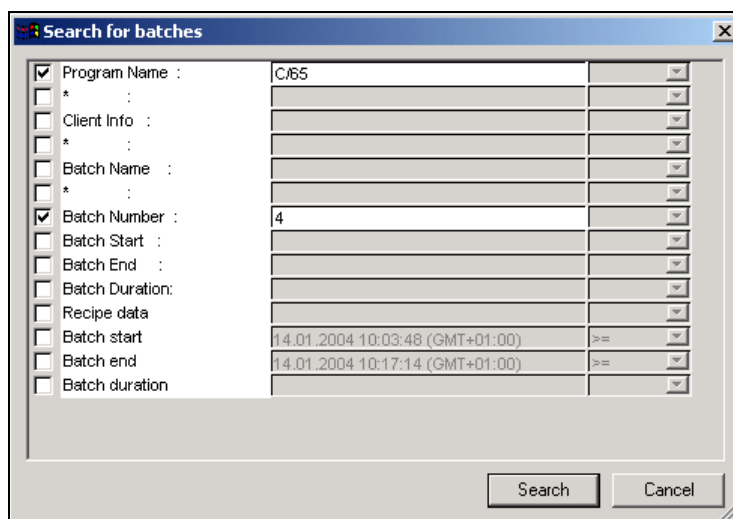 Search for batches
Program Name : C/65
* :
Client Info :
* :
Batch Name :
* :
Batch Number : 4
Batch Start :
Batch End :
Batch Duration:
Recipe data
Batch start 14.01.2004 10:03:48 (GMT+01:00) >=
Batch end 14.01.2004 10:17:14 (GMT+01:00) >=
Batch duration
Search Cancel